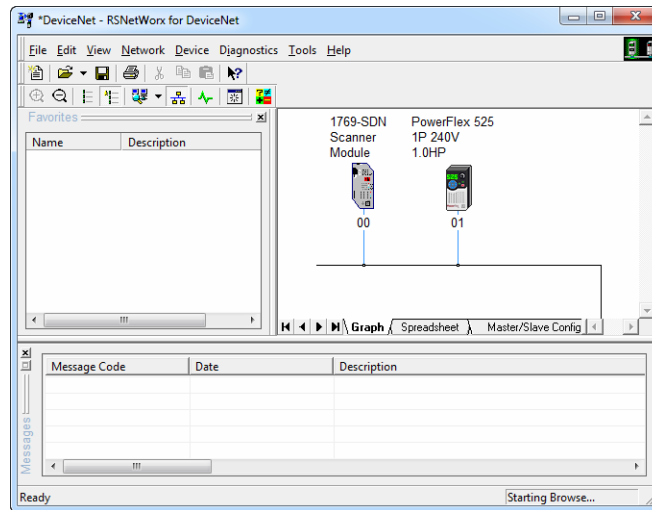 *DeviceNet - RSNetWorx for DeviceNet
File Edit View Network Device Diagnostics Tools Help
Favorites
Name Description
1769-SDN
Scanner
Module
PowerFlex 525
1P 240V
1.0HP
00
01
Graph Spreadsheet Master/Slave Config
Messages
Message Code Date Description
Ready Starting Browse...